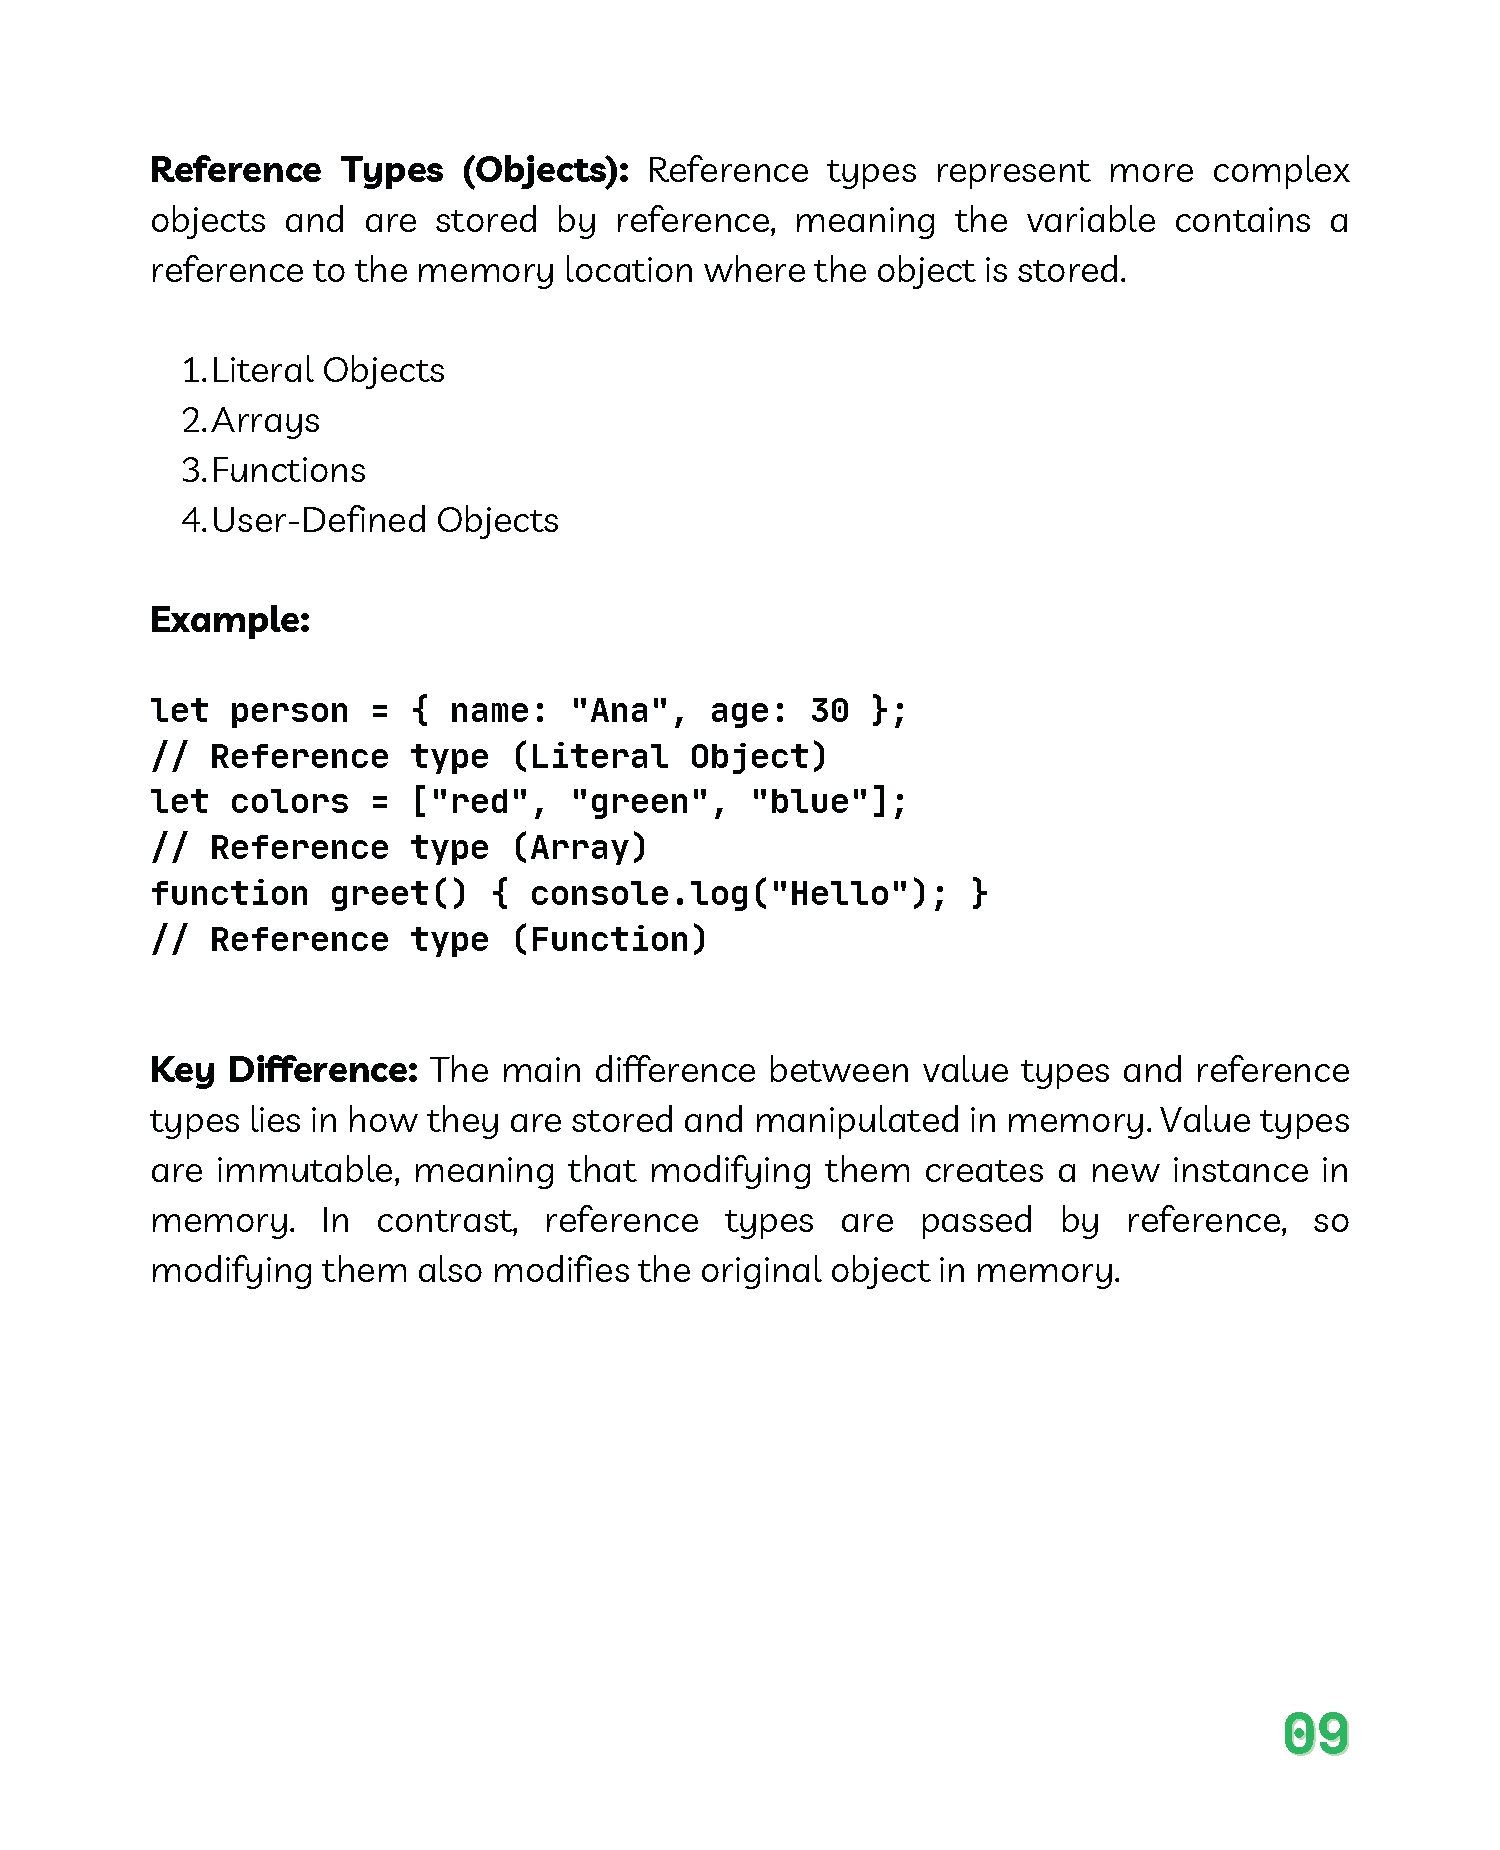 Reference Types (Objects): Reference types represent more complex
objects and are stored by reference, meaning the variable contains a
reference to the memory location where the object is stored.
1.Literal Objects
2.Arrays
3.Functions
4.User-Defined Objects
Example:
let person = { name: "Ana", age: 30 };
// Reference type (Literal Object)
let colors = ["red", "green", "blue"];
// Reference type (Array)
function greet() { console.log("Hello"); }
// Reference type (Function)
Key Difference: The main difference between value types and reference
types lies in how they are stored and manipulated in memory. Value types
are immutable, meaning that modifying them creates a new instance in
memory. In contrast, reference types are passed by reference, so
modifying them also modifies the original object in memory.
09